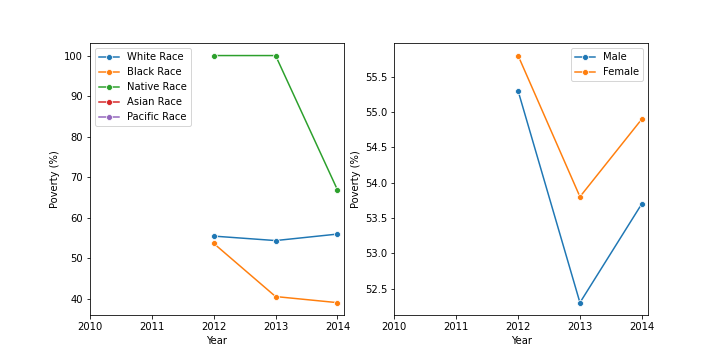 White Race
Black Race
Native Race
Asian Race
Pacific Race
100
90
80
70
60
50
40
Poverty (%)
2010 2011 2012 2013 2014
Year
Male
Female
55.5
55.0
54.5
54.0
53.5
53.0
52.5
Poverty (%)
2010 2011 2012 2013 2014
Year